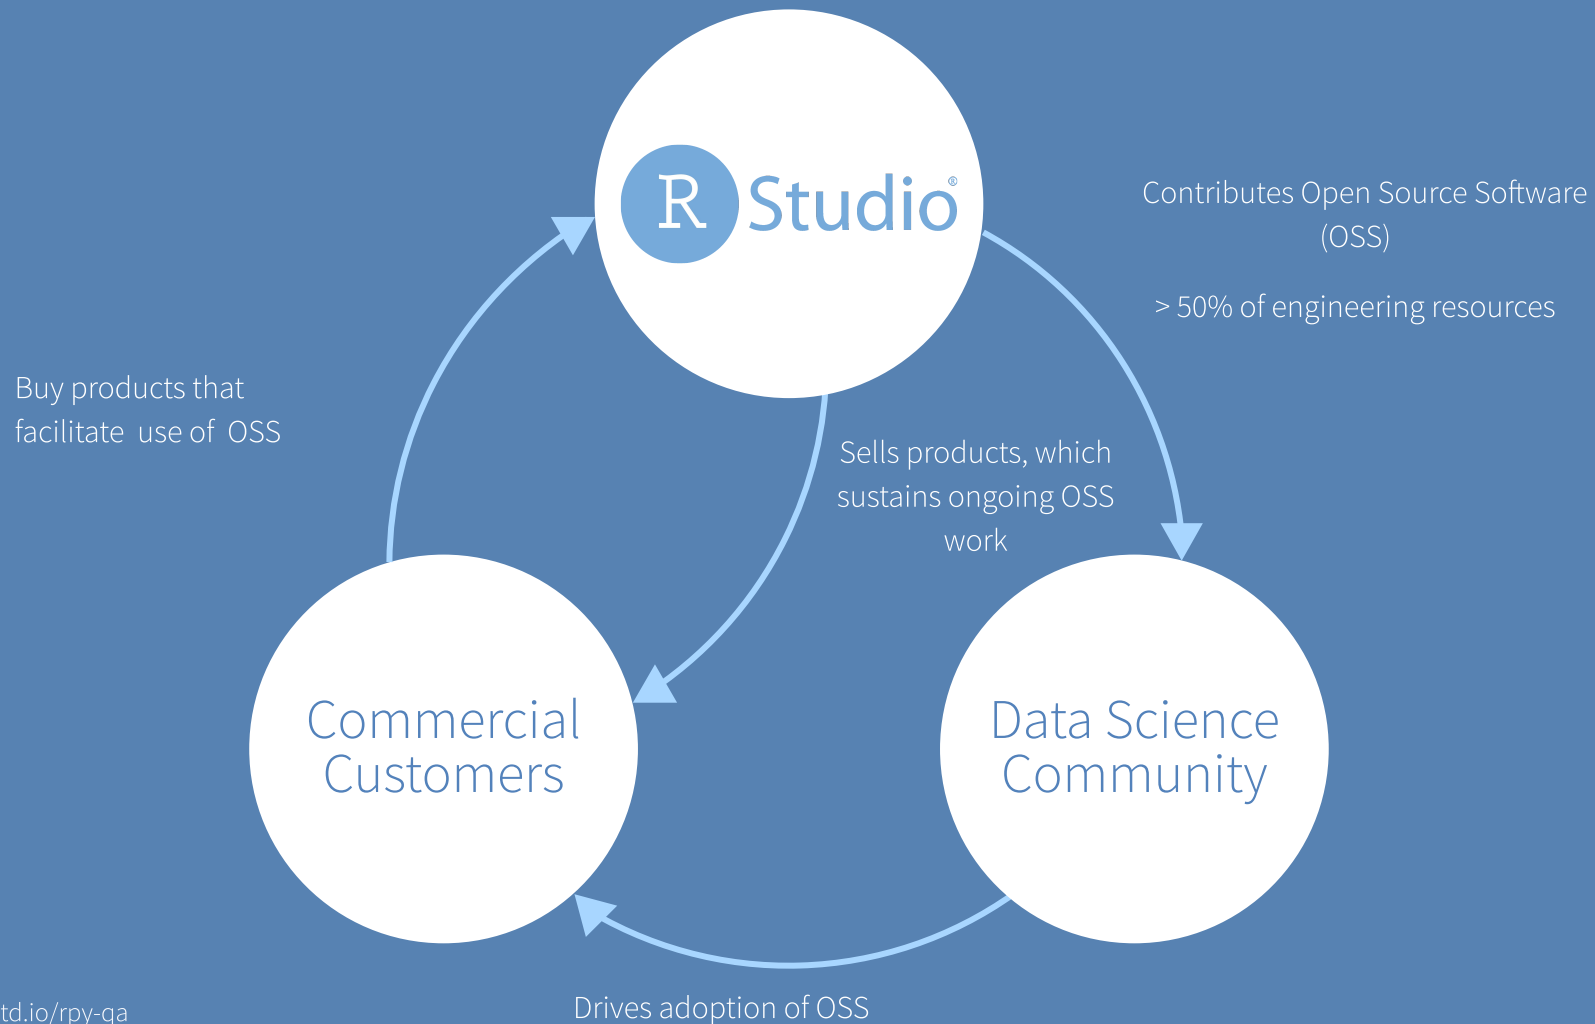 R Studio®
Contributes Open Source Software
(OSS)
> 50% of engineering resources
Buy products that
facilitate use of OSS
Sells products, which
sustains ongoing OSS
work
Commercial
Customers
Data Science
Community
Drives adoption of OSS
td.io/rpy-qa